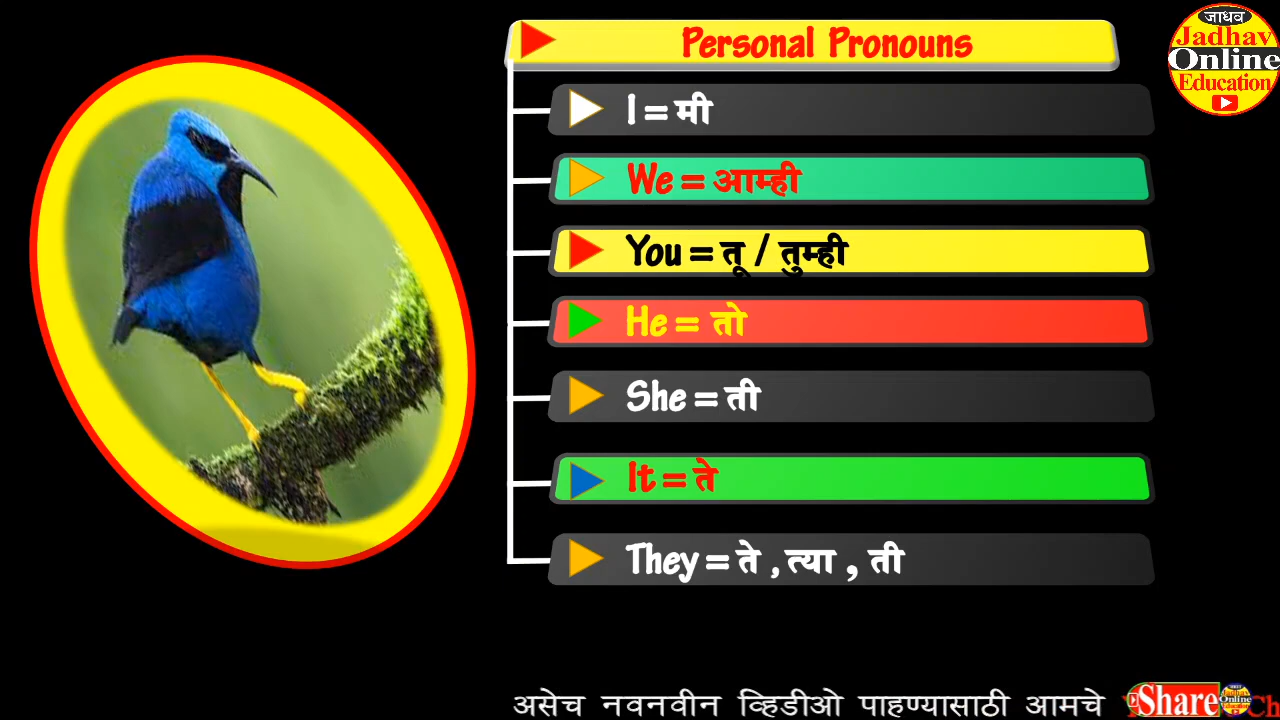 Personal Pronouns
जाधव
Jadhav
Online
Education
I = मी
We = आम्ही
You = तू / तुम्ही
He = तो
She = ती
It = ते
They = ते , त्या , ती
असेच नवनवीन व्हिडीओ पाहण्यासाठी आमचे
Share